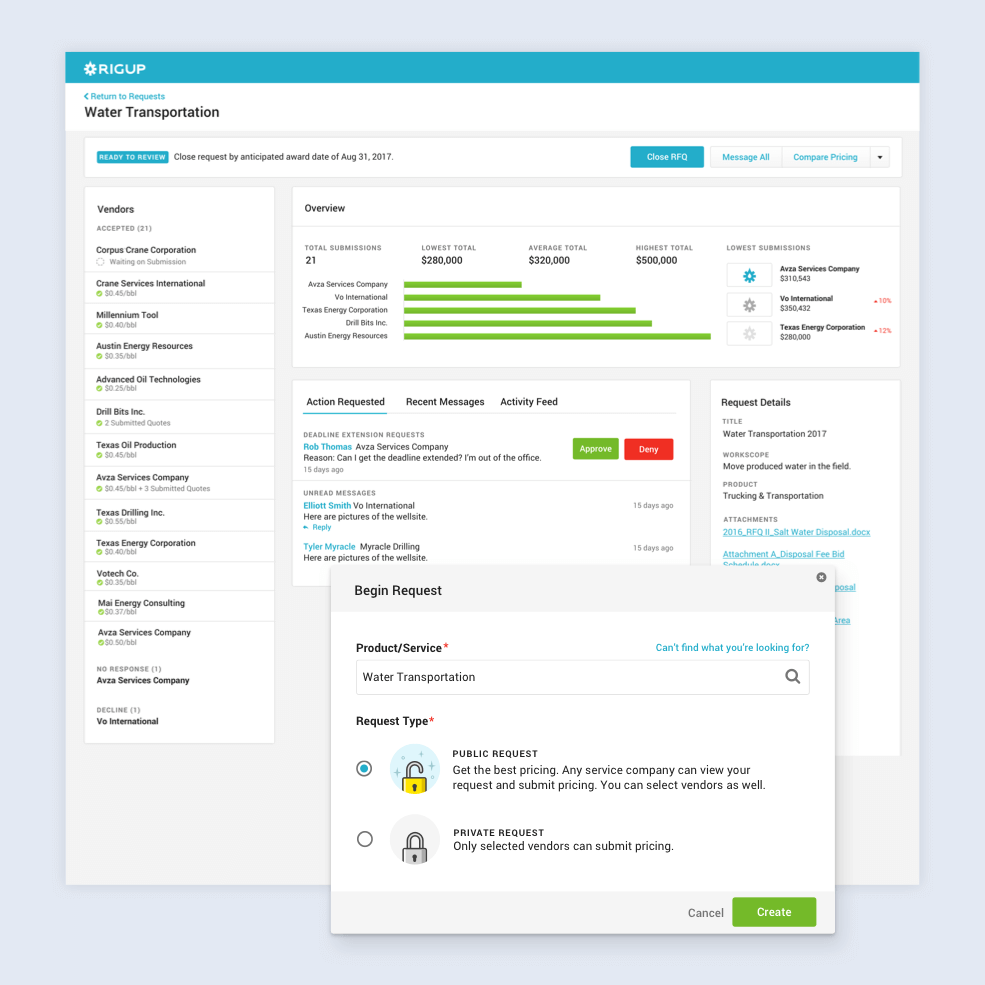 RIGUP
Return to Requests
Water Transportation
READY TO REVIEW Close request by anticipated award date of Aug 31, 2017.
Close RFQ
Message All
Compare Pricing
Vendors
ACCEPTED (21)
Corpus Crane Corporation
Waiting on Submission
Crane Services International
$0.45/bbl
Millennium Tool
$0.40/bbl
Austin Energy Resources
$0.35/bbl
Advanced Oil Technologies
$0.25/bbl
Drill Bits Inc.
2 Submitted Quotes
Texas Oil Production
$0.45/bbl
Avza Services Company
$0.45/bbl + 3 Submitted Quotes
Texas Drilling Inc.
$0.55/bbl
Texas Energy Corporation
$0.40/bbl
Votech Co.
$0.35/bbl
Mai Energy Consulting
$0.37/bbl
Avza Services Company
$0.50/bbl
NO RESPONSE (1)
Avza Services Company
DECLINE (1)
Vo International
Overview
TOTAL SUBMISSIONS
21
LOWEST TOTAL
$280,000
AVERAGE TOTAL
$320,000
HIGHEST TOTAL
$500,000
Avza Services Company
Vo International
Texas Energy Corporation
Drill Bits Inc.
Austin Energy Resources
LOWEST SUBMISSIONS
Avza Services Company
$310,543
Vo International
$350,432
10%
Texas Energy Corporation
$280,000
12%
Action Requested
Recent Messages
Activity Feed
DEADLINE EXTENSION REQUESTS
Rob Thomas Avza Services Company
Reason: Can I get the deadline extended? I'm out of the office.
15 days ago
Approve
Deny
UNREAD MESSAGES
Elliott Smith Vo International
15 days ago
Here are pictures of the wellsite.
Reply
Tyler Myracle Myracle Drilling
15 days ago
Here are pictures of the wellsite.
Request Details
TITLE
Water Transportation 2017
WORKSCOPE
Move produced water in the field.
PRODUCT
Trucking & Transportation
ATTACHMENTS
2016_RFQ II_Salt Water Disposal.docx
Attachment A_Disposal Fee Bid
Schedule.docx
posal
Area
Begin Request
Product/Service*
Can't find what you're looking for?
Water Transportation
Request Type*
PUBLIC REQUEST
Get the best pricing. Any service company can view your
request and submit pricing. You can select vendors as well.
PRIVATE REQUEST
Only selected vendors can submit pricing.
Cancel
Create